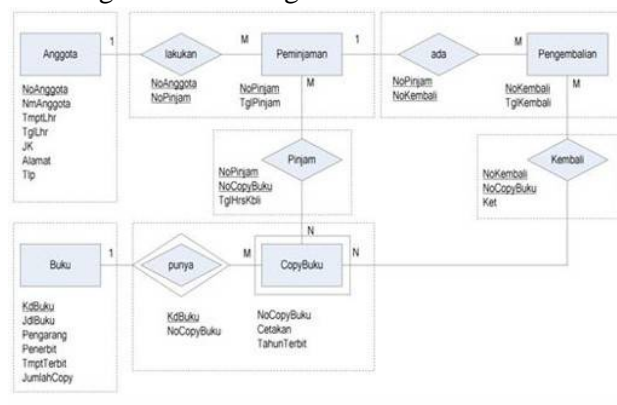 Anggota
1
lakukan
M
Peminjaman
1
ada
M
Pengembalian
NoAnggota
NmAnggota
TmptLhr
TglLhr
JK
Alamat
Tlp
NoAnggota
NoPinjam
NoPinjam
TglPinjam
M
NoPinjam
NoKembali
NoKembali
TglKembali
M
Pinjam
NoPinjam
NoCopyBuku
TglHrsKbli
Kembali
NoKembali
NoCopyBuku
Ket
N
Buku
1
punya
M
CopyBuku
N
KdBuku
JdlBuku
Pengarang
Penerbit
TmptTerbit
JumlahCopy
KdBuku
NoCopyBuku
NoCopyBuku
Cetakan
TahunTerbit